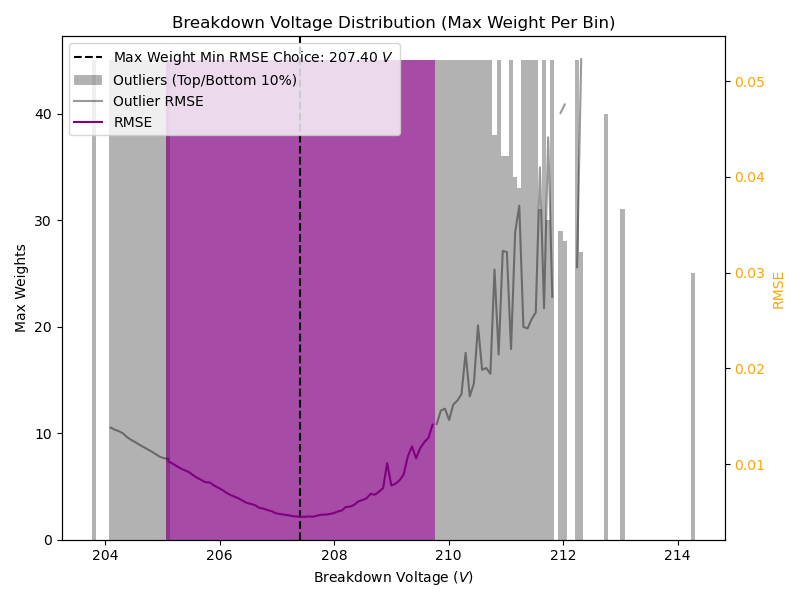 Breakdown Voltage Distribution (Max Weight Per Bin)
Max Weight Min RMSE Choice: 207.40 V
Outliers (Top/Bottom 10%)
Outlier RMSE
RMSE
Max Weights
40
30
20
10
0
0.05
0.04
0.03
0.02
0.01
RMSE
204
206
208
210
212
214
Breakdown Voltage (V)